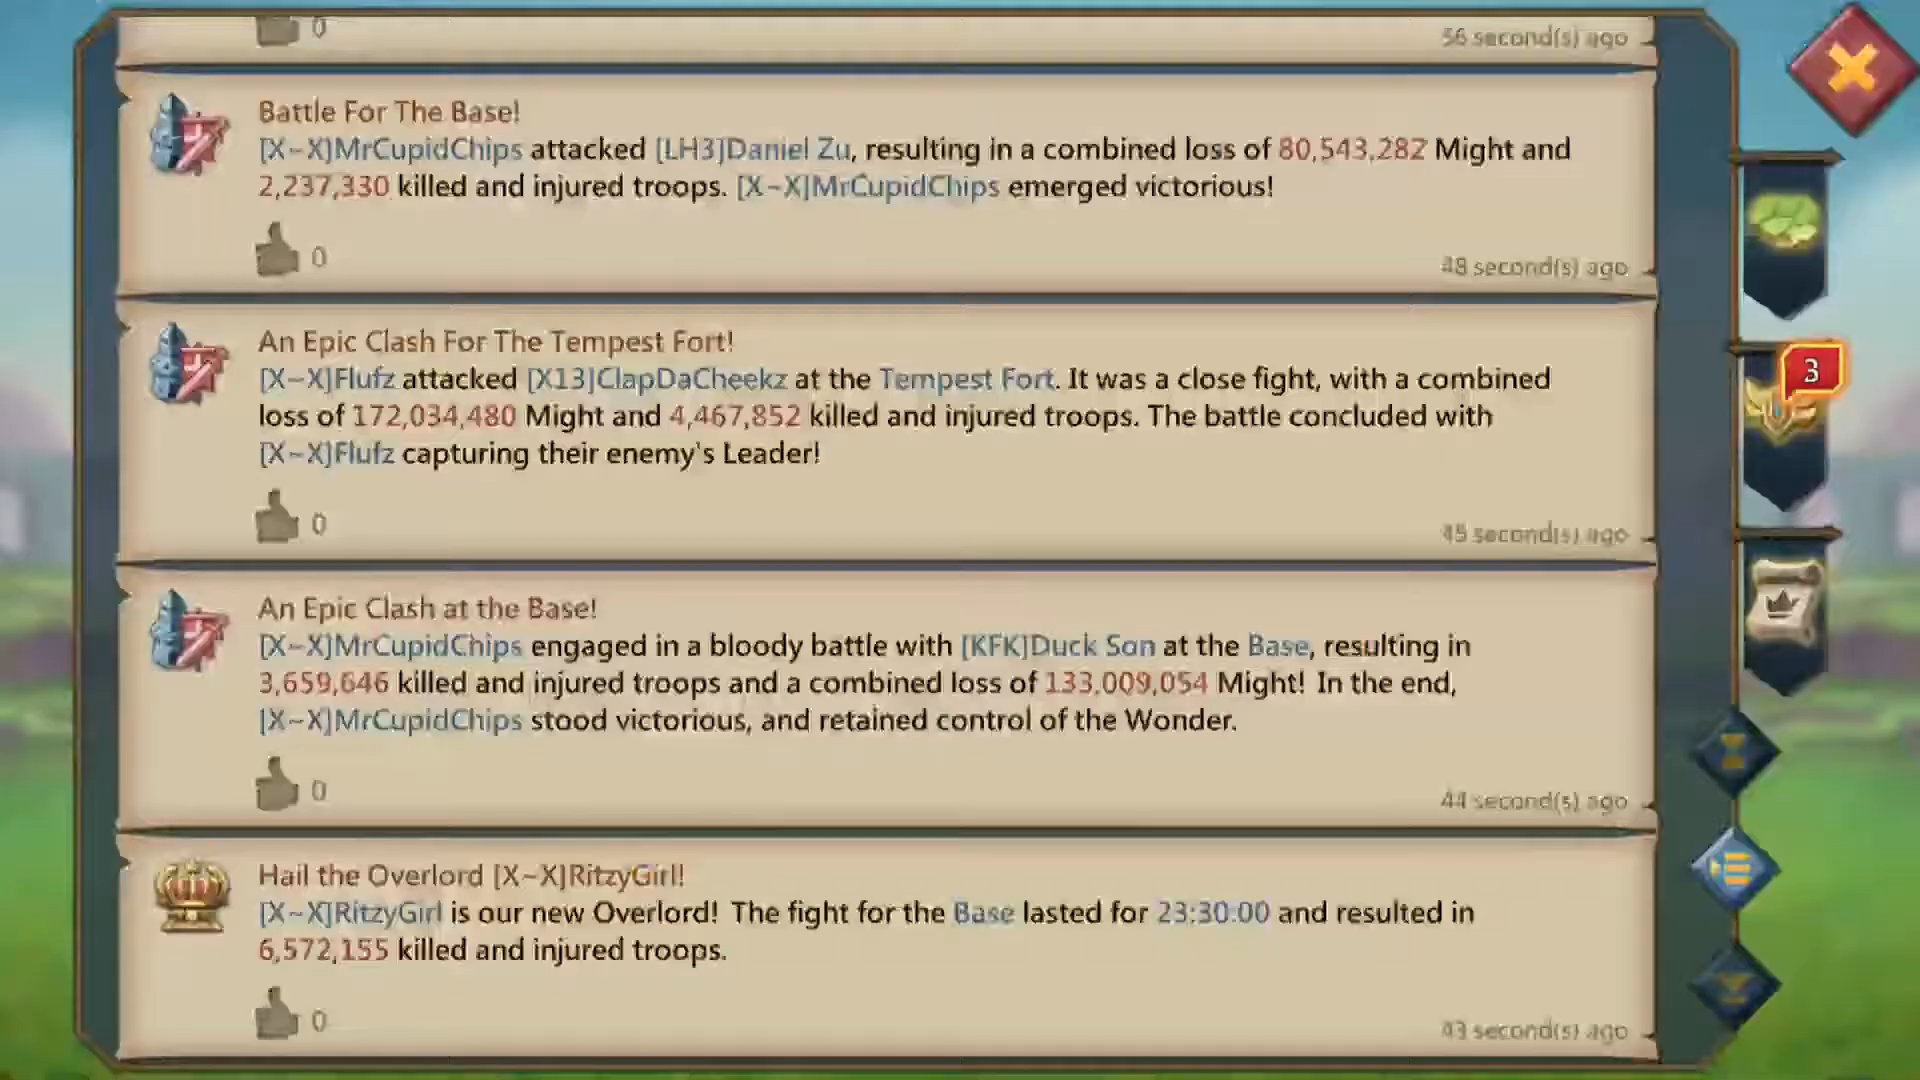 0
56 second(s) ago
Battle For The Base!
[X~X]MrCupidChips attacked [LH3]Daniel Zu, resulting in a combined loss of 80,543,282 Might and
2,237,330 killed and injured troops. [X~X]MrCupidChips emerged victorious!
0
48 second(s) ago
An Epic Clash For The Tempest Fort!
[X~X]Flufz attacked [X13]ClapDaCheekz at the Tempest Fort. It was a close fight, with a combined
loss of 172,034,480 Might and 4,467,852 killed and injured troops. The battle concluded with
[X~X]Flufz capturing their enemy's Leader!
0
45 second(s) ago
An Epic Clash at the Base!
[X~X]MrCupidChips engaged in a bloody battle with [KFK]Duck San at the Base, resulting in
3,659,646 killed and injured troops and a combined loss of 133,009,054 Might! In the end,
[X~X]MrCupidChips stood victorious, and retained control of the Wonder.
0
44 second(s) ago
Hail the Overlord [X~X]RitzyGirl!
[X~X]RitzyGirl is our new Overlord! The fight for the Base lasted for 23:30:00 and resulted in
6,572,155 killed and injured troops.
0
43 second(s) ago
3